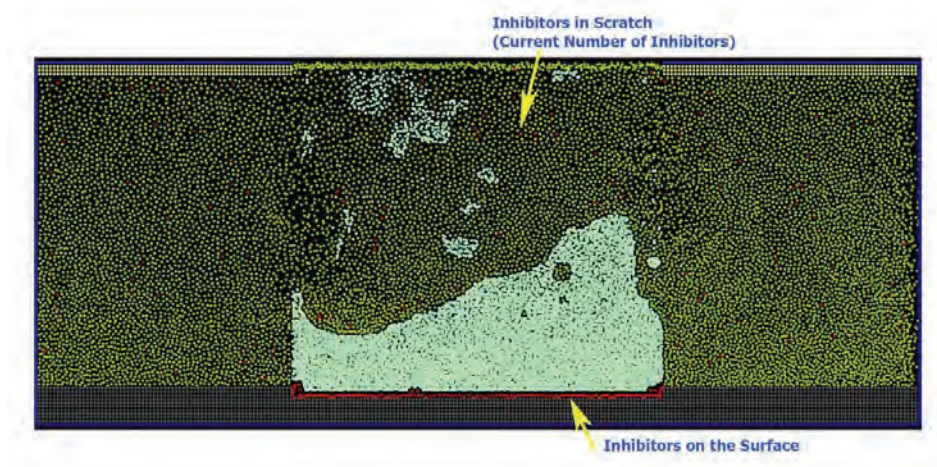 Inhibitors in Scratch
(Current Number of Inhibitors)
Inhibitors on the Surface